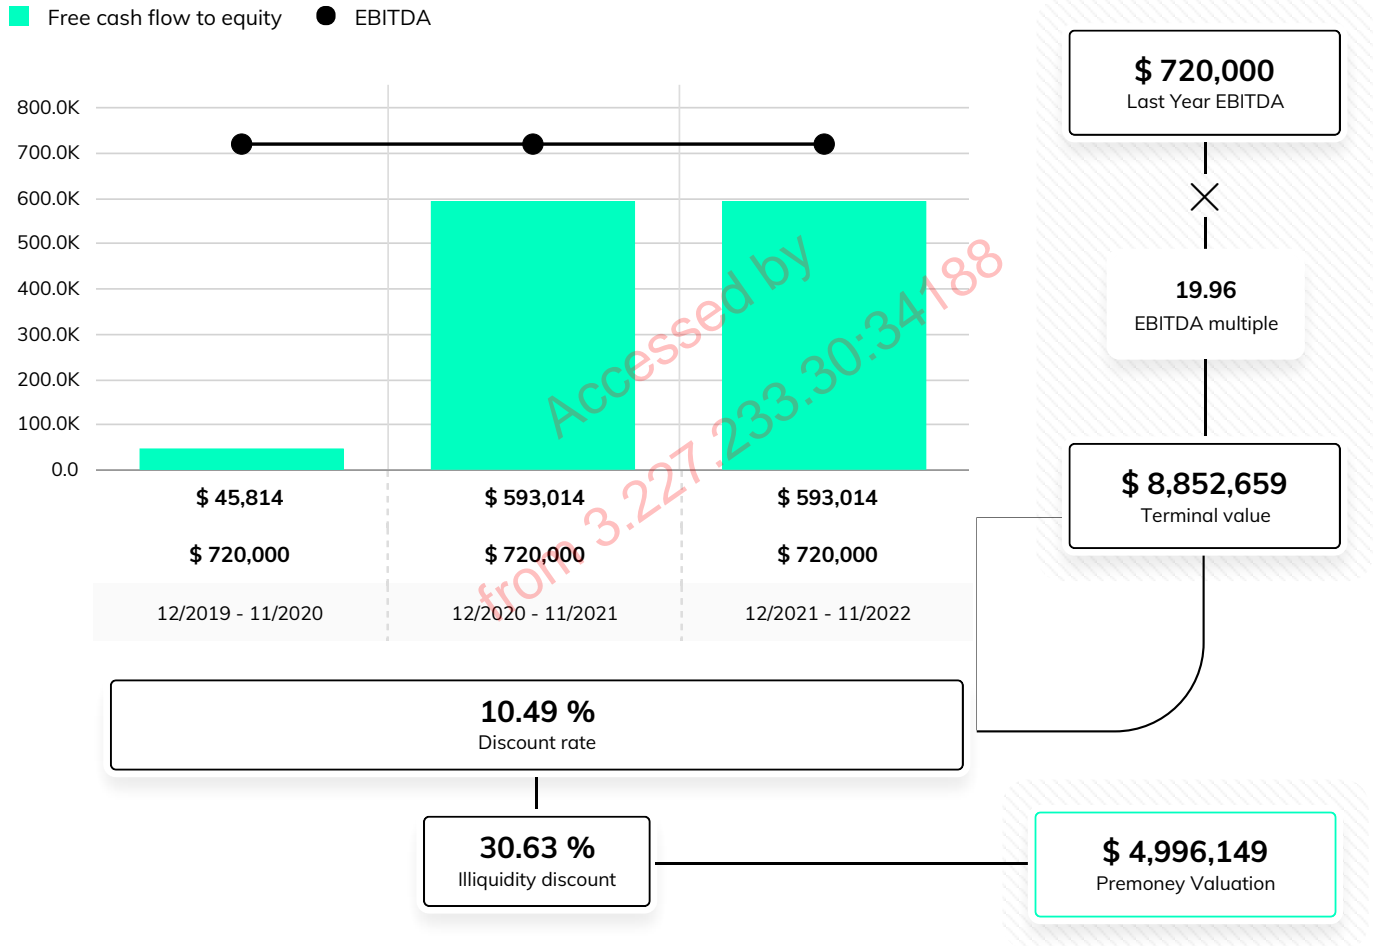 Free cash flow to equity EBITDA
$ 720,000
Last Year EBITDA
19.96
EBITDA multiple
$ 8,852,659
Terminal value
800.0K
700.0K
600.0K
500.0K
400.0K
300.0K
200.0K
100.0K
0.0
$ 45,814 $ 593,014 $ 593,014
$ 720,000 $ 720,000 $ 720,000
12/2019 - 11/2020 12/2020 - 11/2021 12/2021 - 11/2022
Accessed by
from 3.227.233.30:34188
10.49 %
Discount rate
30.63 %
Illiquidity discount
$ 4,996,149
Premoney Valuation